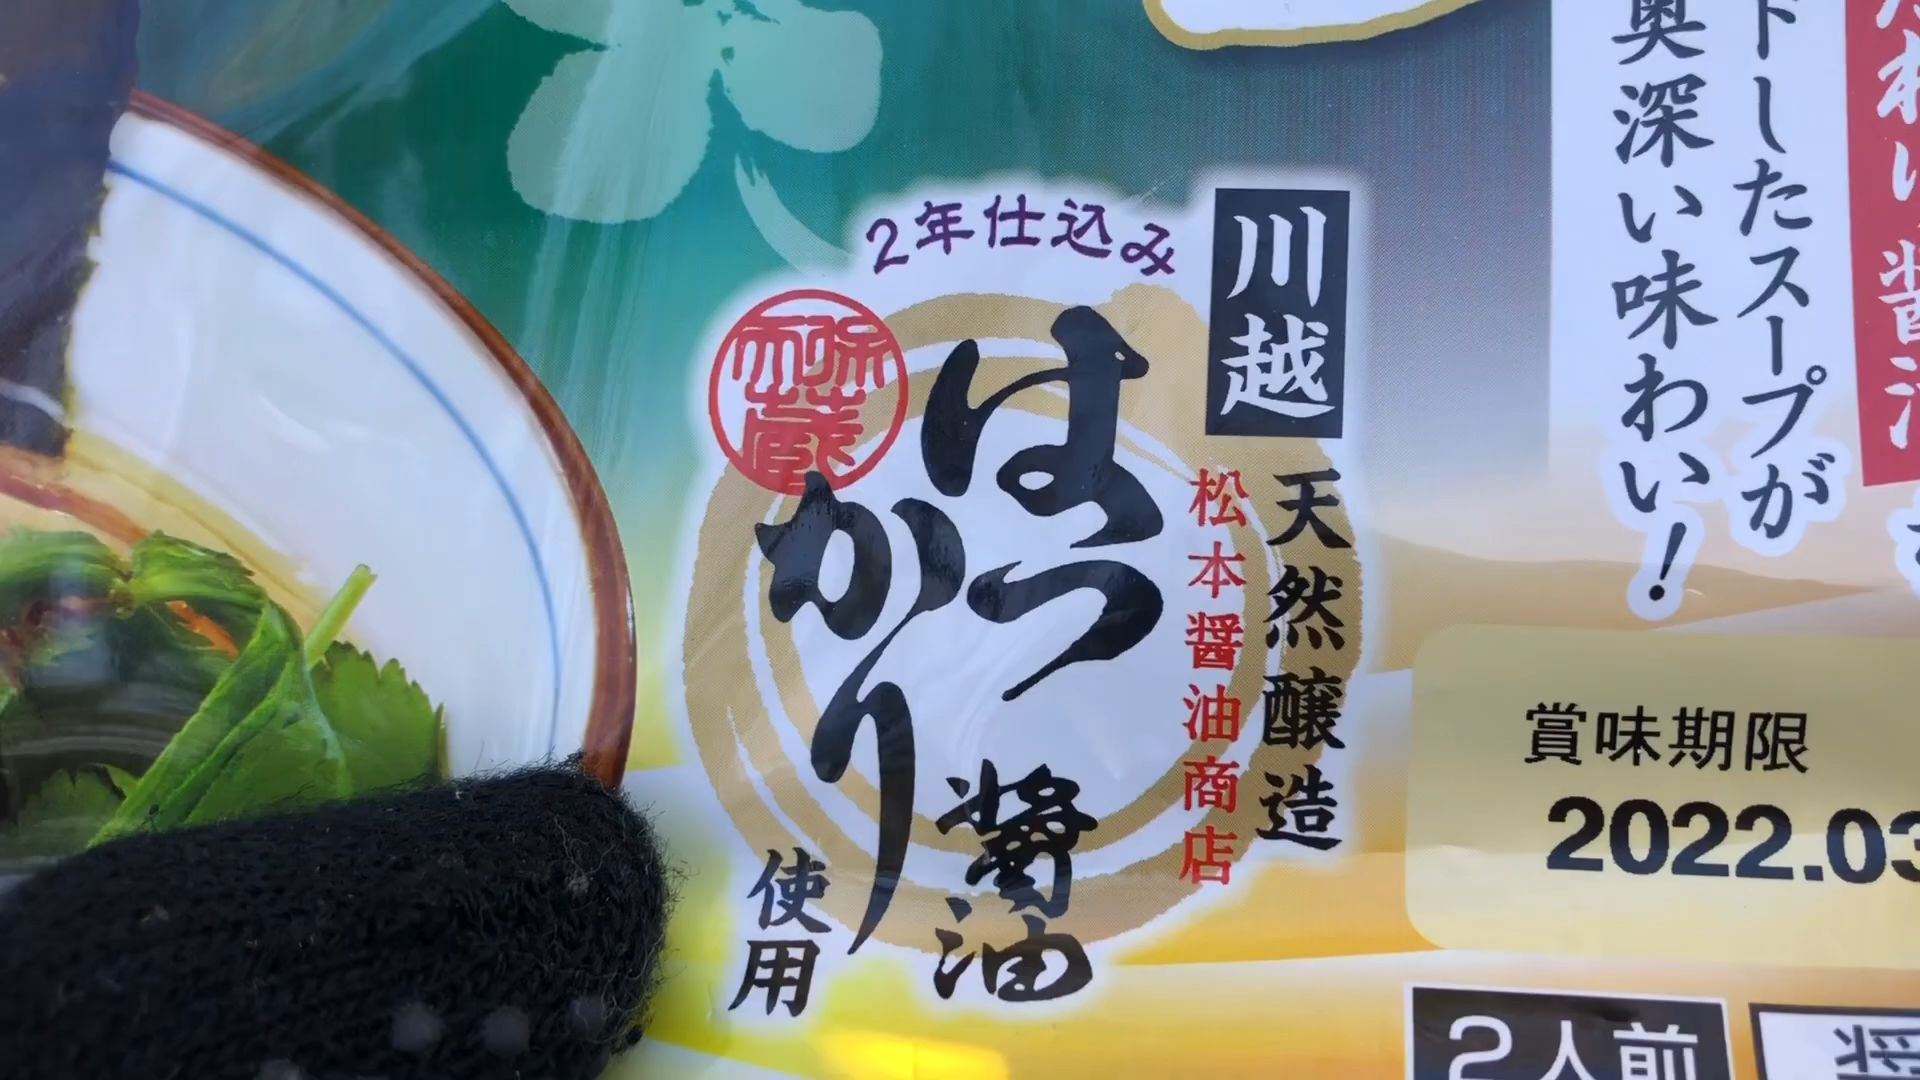 ドしたスープが
奥深い味わい!
川越
天然醸造
松本醤油商店
2年仕込み
はつ
かり
醤油
使用
賞味期限
2022.03
2人前